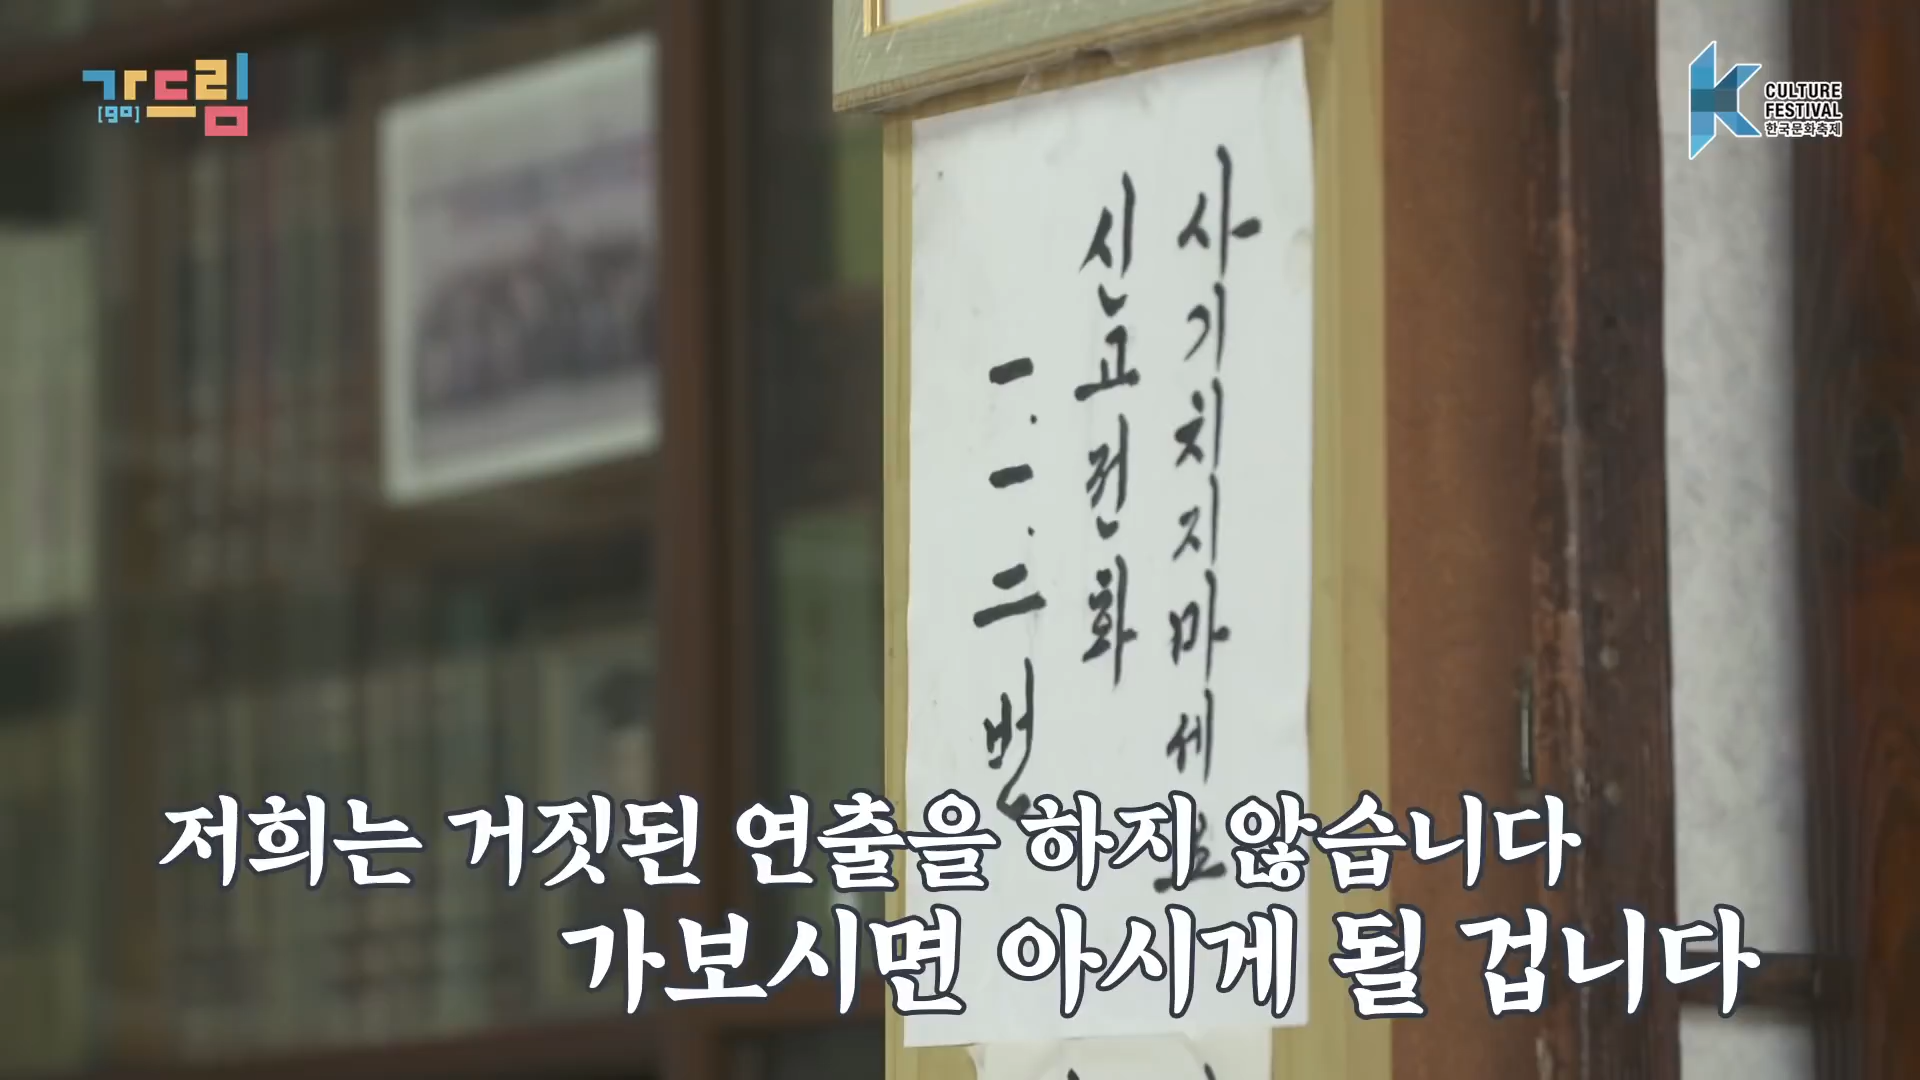 가드림
[go]
CULTURE
FESTIVAL
한국문화축제
사기치지마세요
신고전화
一.一.二번
저희는 거짓된 연출을 하지 않습니다
가보시면 아시게 될 겁니다